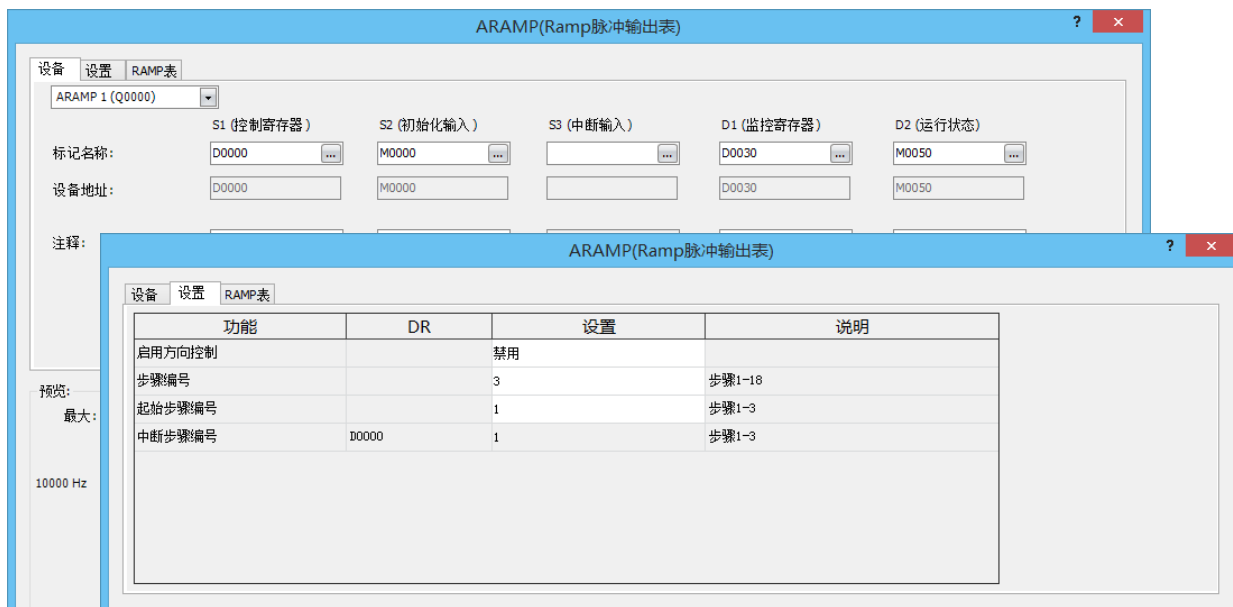 ARAMP(Ramp脉冲输出表)
? ×
设备 设置 RAMP表
ARAMP 1 (Q0000)
S1 (控制寄存器) S2 (初始化输入) S3 (中断输入) D1 (监控寄存器) D2 (运行状态)
标记名称: D0000 ... M0000 ... ... D0030 ... M0050 ...
设备地址: D0000 M0000 D0030 M0050
注释:
预览:
最大:
10000 Hz
ARAMP(Ramp脉冲输出表)
? ×
设备 设置 RAMP表
功能 DR 设置 说明
启用方向控制 禁用
步骤编号 3 步骤1-18
起始步骤编号 1 步骤1-3
中断步骤编号 D0000 1 步骤1-3